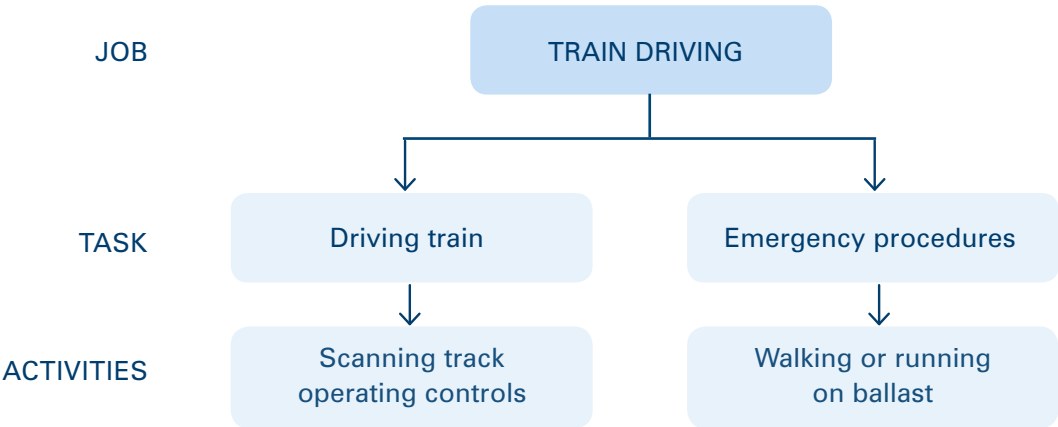 JOB
TRAIN DRIVING
TASK
Driving train
Emergency procedures
ACTIVITIES
Scanning track
operating controls
Walking or running
on ballast